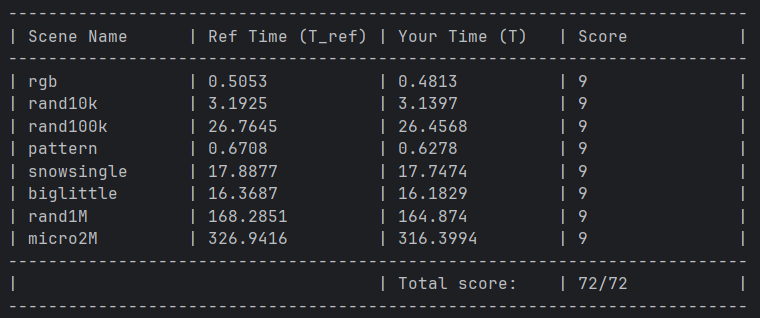 --------------------------------------------------------------------------
| Scene Name      | Ref Time (T_ref) | Your Time (T)   | Score           |
--------------------------------------------------------------------------
| rgb             | 0.5053           | 0.4813          | 9               |
| rand10k         | 3.1925           | 3.1397          | 9               |
| rand100k        | 26.7645          | 26.4568         | 9               |
| pattern         | 0.6708           | 0.6278          | 9               |
| snowsingle      | 17.8877          | 17.7474         | 9               |
| biglittle       | 16.3687          | 16.1829         | 9               |
| rand1M          | 168.2851         | 164.874         | 9               |
| micro2M         | 326.9416         | 316.3994        | 9               |
--------------------------------------------------------------------------
|                                    | Total score:    | 72/72           |
--------------------------------------------------------------------------